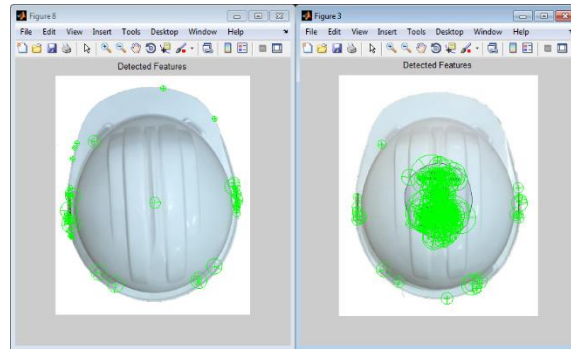 Figure 8
File Edit View Insert Tools Desktop Window Help
Detected Features
Figure 3
File Edit View Insert Tools Desktop Window Help
Detected Features